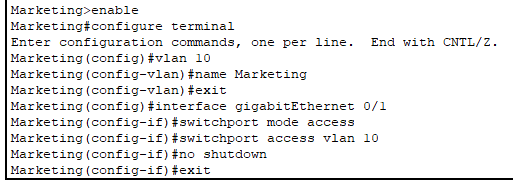 Marketing>enable
Marketing#configure terminal
Enter configuration commands, one per line.  End with CNTL/Z.
Marketing(config)#vlan 10
Marketing(config-vlan)#name Marketing
Marketing(config-vlan)#exit
Marketing(config)#interface gigabitEthernet 0/1
Marketing(config-if)#switchport mode access
Marketing(config-if)#switchport access vlan 10
Marketing(config-if)#no shutdown
Marketing(config-if)#exit